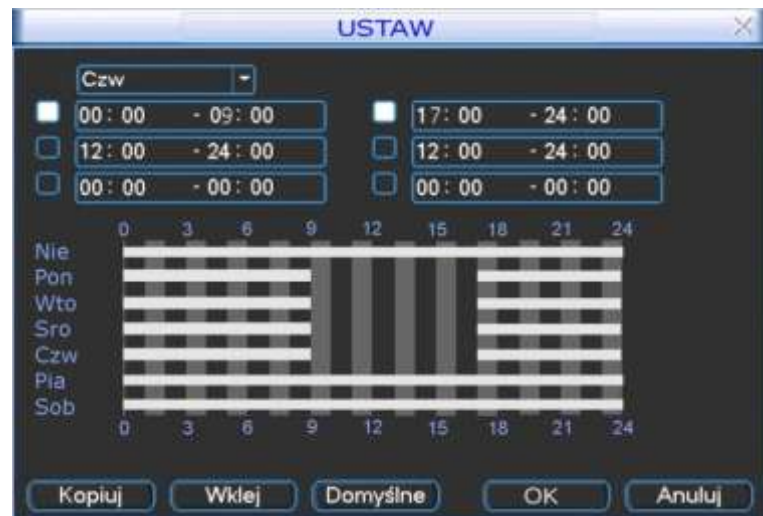 USTAW
Czw
00: 00 - 09: 00 17: 00 - 24: 00
12: 00 - 24: 00 12: 00 - 24: 00
00: 00 - 00: 00 00: 00 - 00: 00
0 3 6 9 12 15 18 21 24
Nie
Pon
Wto
Sro
Czw
Pia
Sob
0 3 6 9 12 15 18 21 24
Kopiuj Wklej Domyślne OK Anuluj